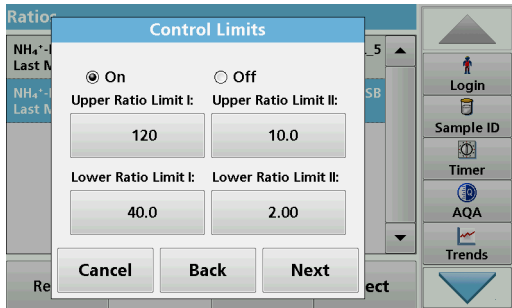 Ratios
Control Limits
NH₄⁺-
_5
Last M
On
Off
NH₄⁺-
SB
Last M
Upper Ratio Limit I:
Upper Ratio Limit II:
120
10.0
Lower Ratio Limit I:
Lower Ratio Limit II:
40.0
2.00
Cancel
Back
Next
Re
ect
Login
Sample ID
Timer
AQA
Trends